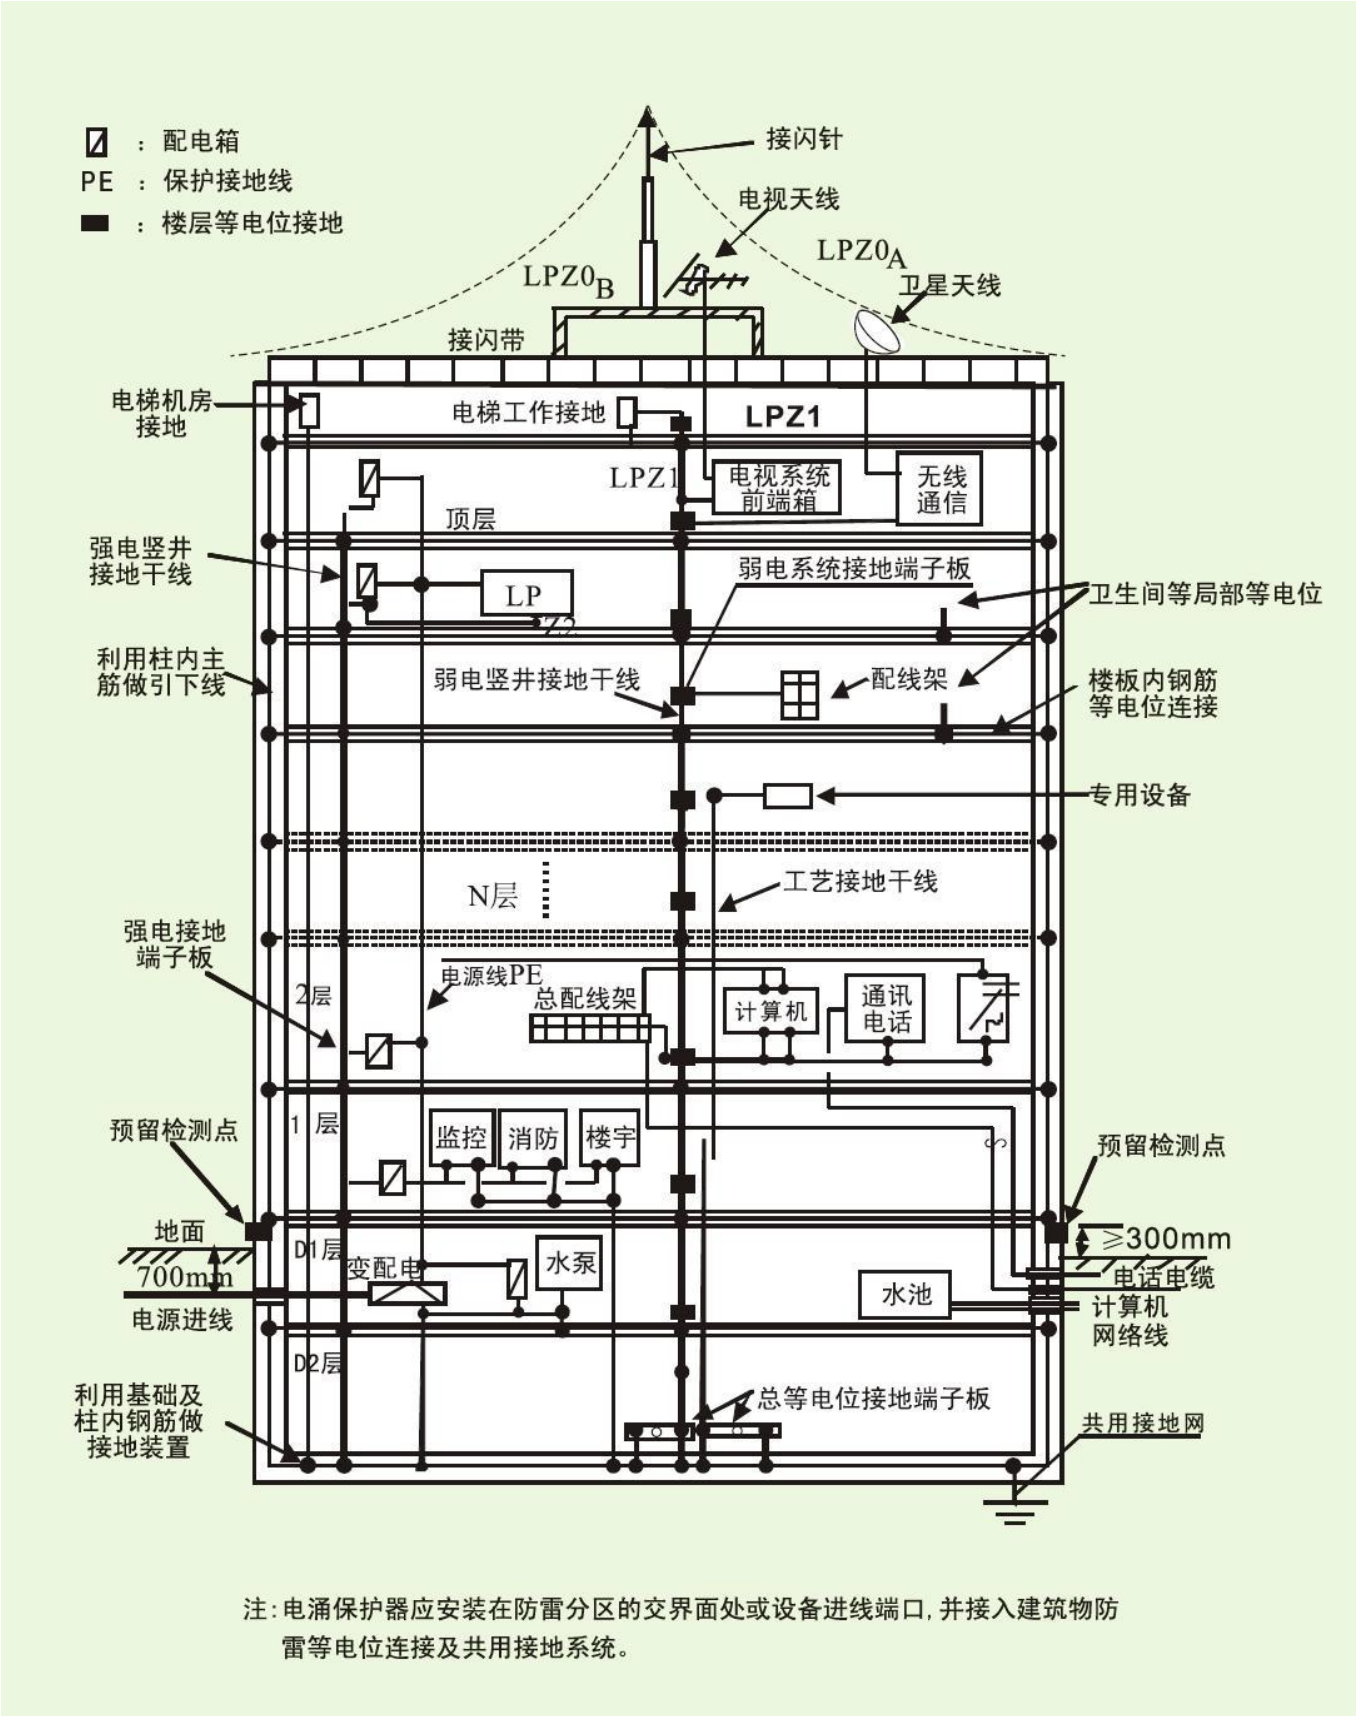 ：配电箱
PE ：保护接地线
：楼层等电位接地
接闪针
电视天线
LPZ0A
LPZ0B
卫星天线
接闪带
电梯机房
接地
电梯工作接地
LPZ1
LPZ1
电视系统
前端箱
无线
通信
顶层
强电竖井
接地干线
弱电系统接地端子板
LP
Z2
卫生间等局部等电位
利用柱内主
筋做引下线
弱电竖井接地干线
配线架
楼板内钢筋
等电位连接
专用设备
N层
工艺接地干线
强电接地
端子板
电源线PE
2层
总配线架
计算机
通讯
电话
1 层
预留检测点
监控
消防
楼宇
预留检测点
地面
D1层
≥300mm
700mm
变配电
水泵
电话电缆
水池
电源进线
计算机
网络线
D2层
利用基础及
柱内钢筋做
接地装置
总等电位接地端子板
共用接地网
注：电涌保护器应安装在防雷分区的交界面处或设备进线端口，并接入建筑物防
雷等电位连接及共用接地系统。